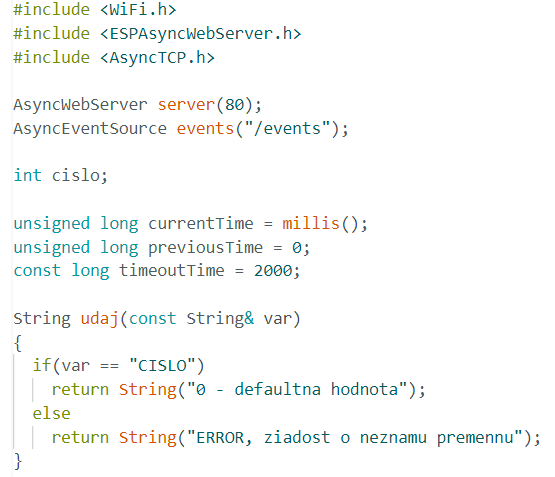 #include <WiFi.h>
#include <ESPAsyncWebServer.h>
#include <AsyncTCP.h>
AsyncWebServer server(80);
AsyncEventSource events("/events");
int cislo;
unsigned long currentTime = millis();
unsigned long previousTime = 0;
const long timeoutTime = 2000;
String udaj(const String& var)
{
if(var == "CISLO")
return String("0 - defaultna hodnota");
else
return String("ERROR, ziadost o neznamu premennu");
}